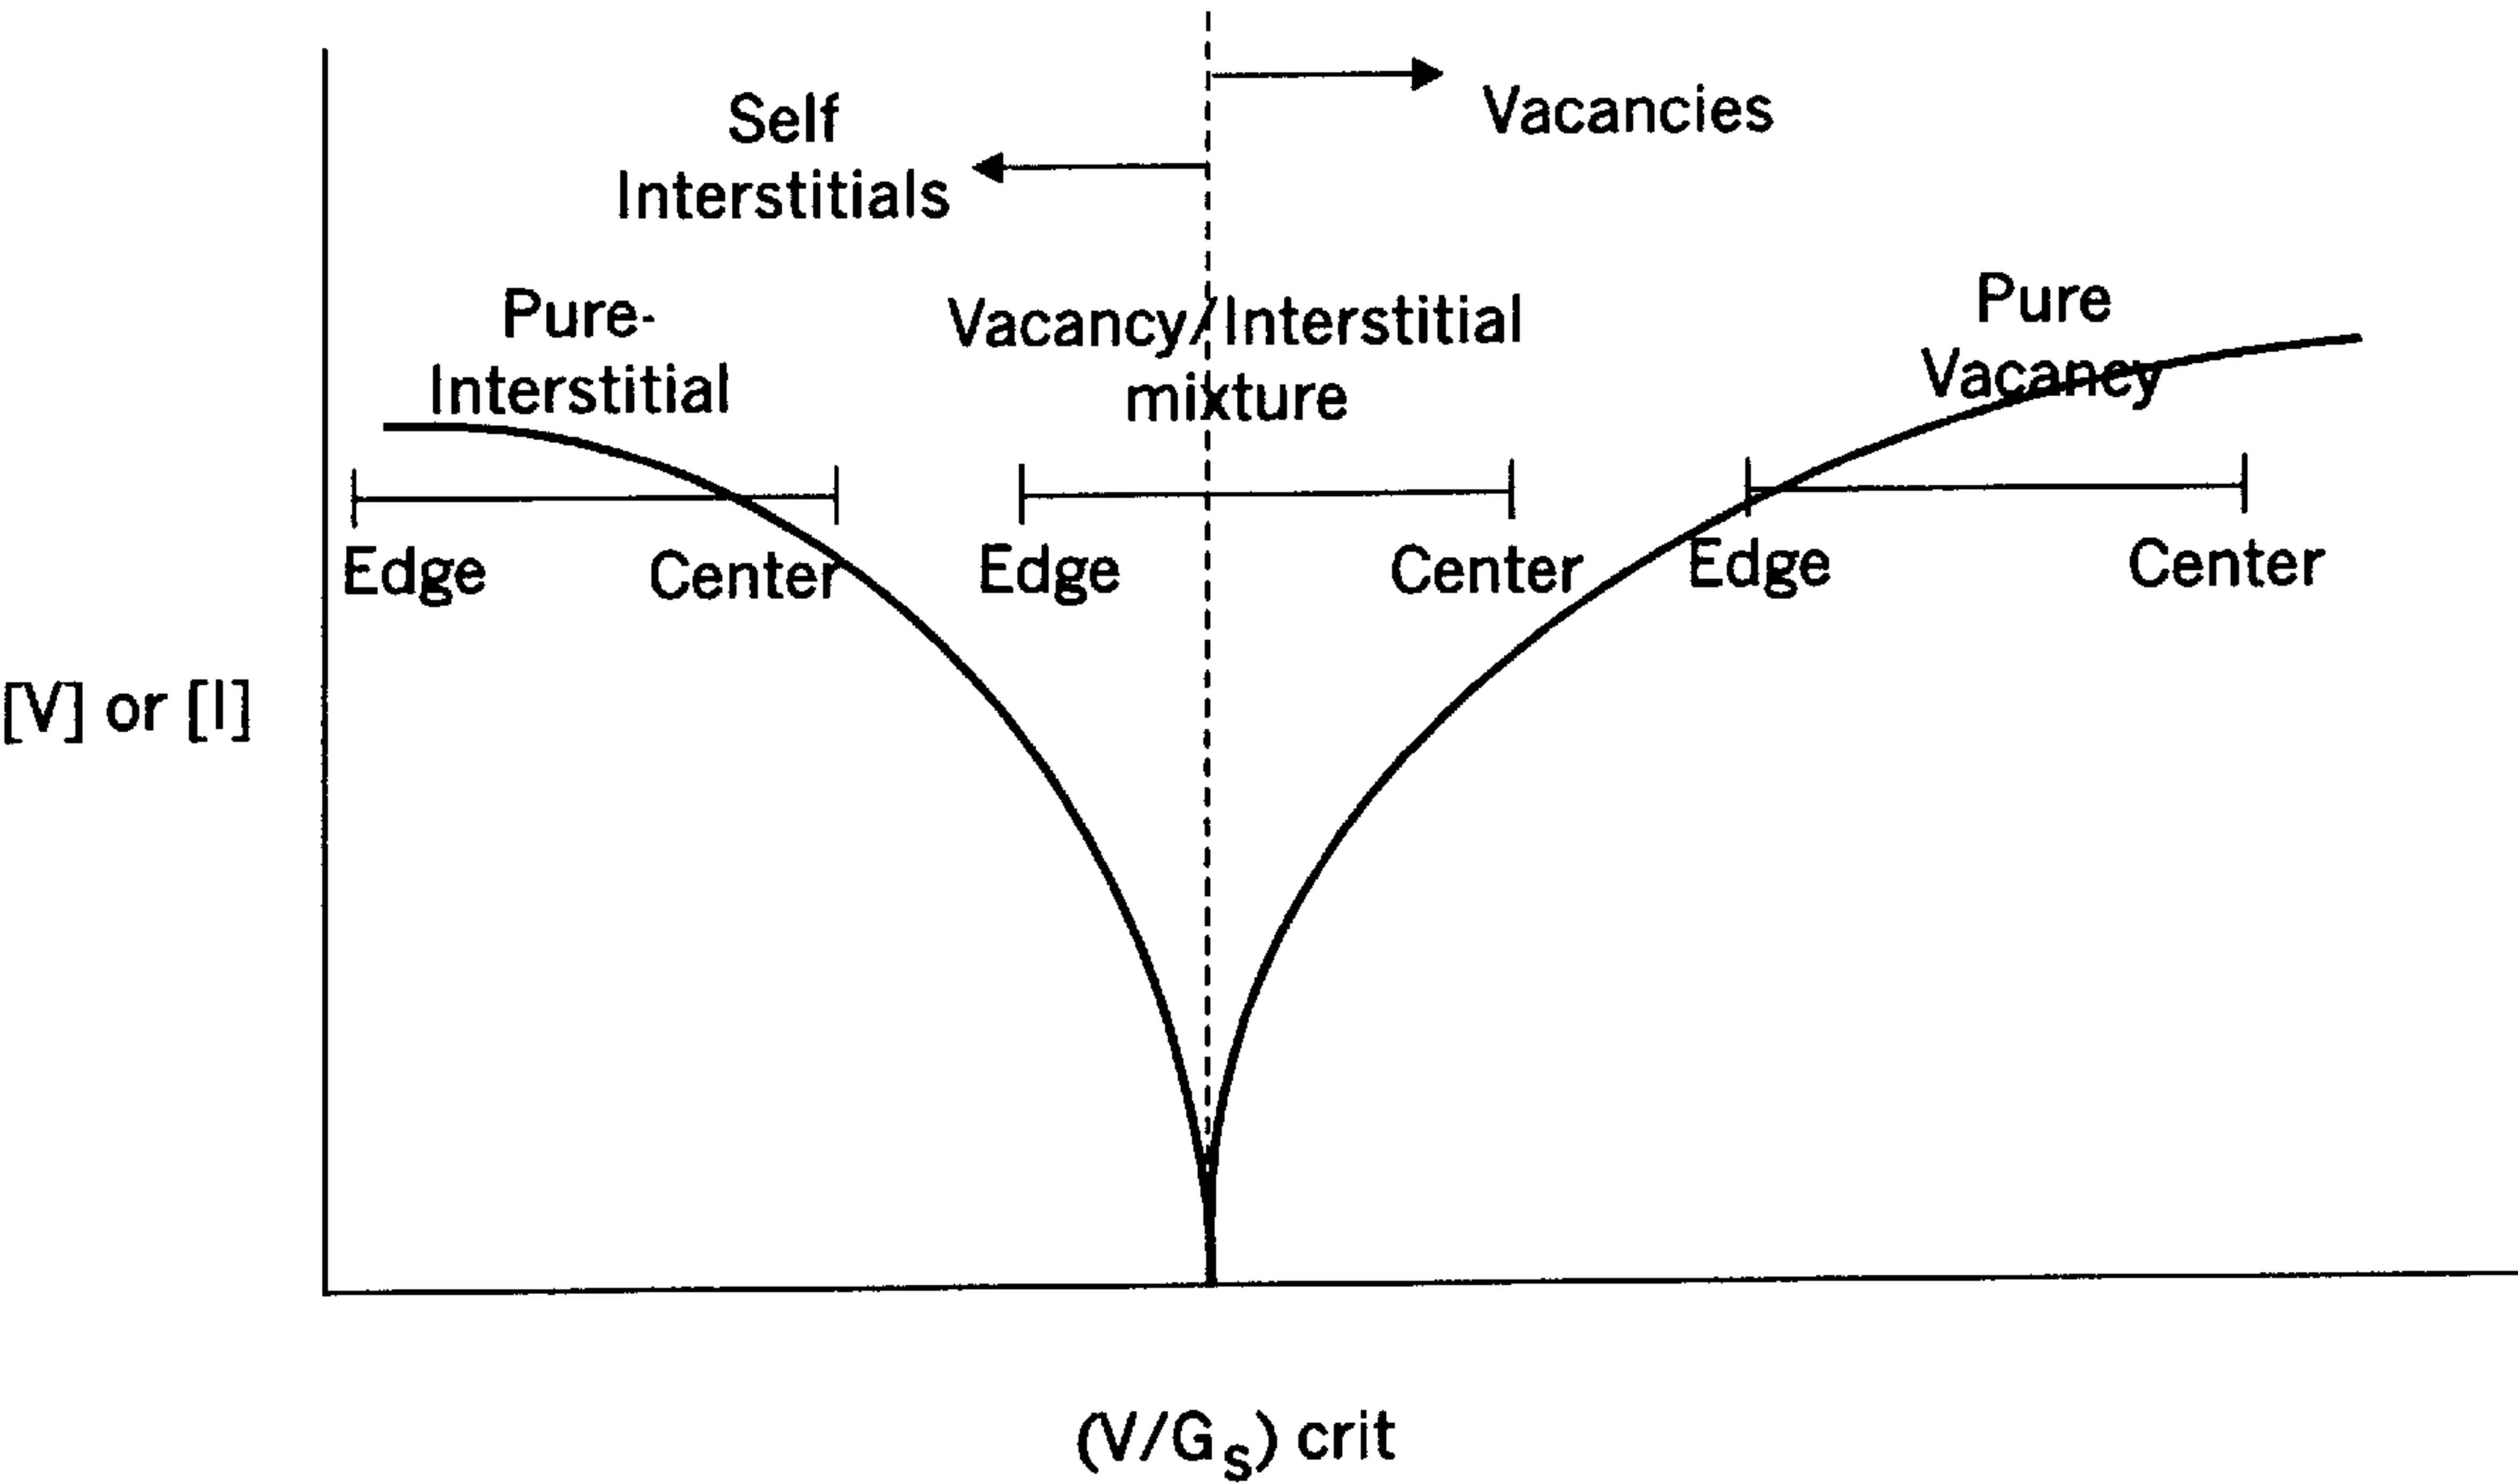 Vacancies
Self
Interstitials
Pure-
Interstitial
Vacancy/Interstitial
mixture
Pure
Vacancy
Edge
Center
Edge
Center
Edge
Center
[V] or [I]
(V/Gs) crit